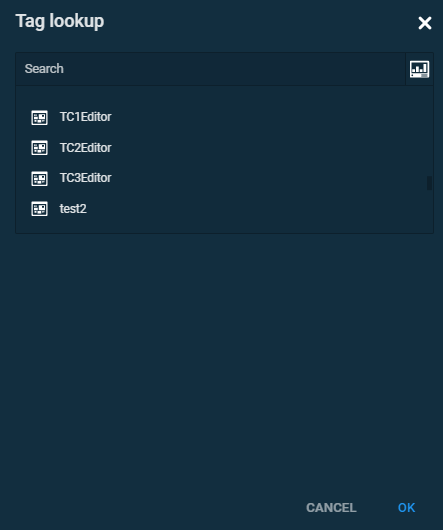 Tag lookup
Search
TC1Editor
TC2Editor
TC3Editor
test2
CANCEL OK